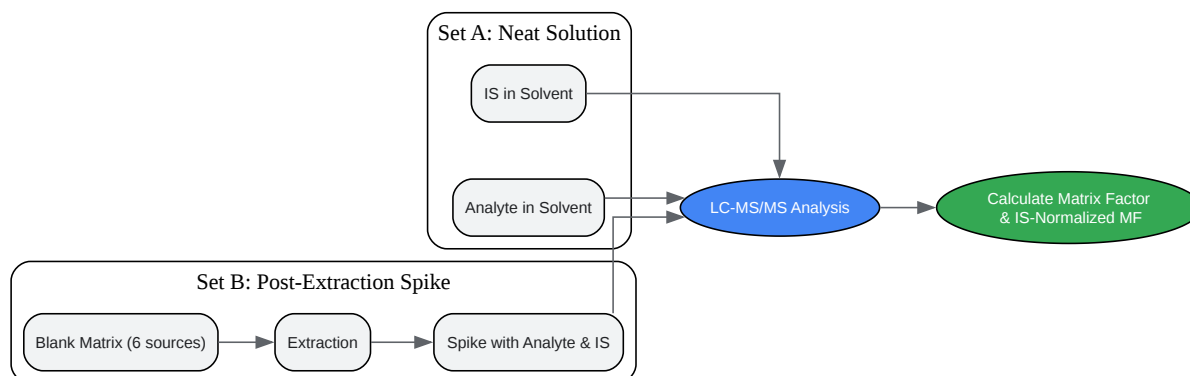 Set A: Neat Solution
IS in Solvent
Analyte in Solvent
LC-MS/MS Analysis
Calculate Matrix Factor
& IS-Normalized MF
Set B: Post-Extraction Spike
Blank Matrix (6 sources)
Extraction
Spike with Analyte & IS